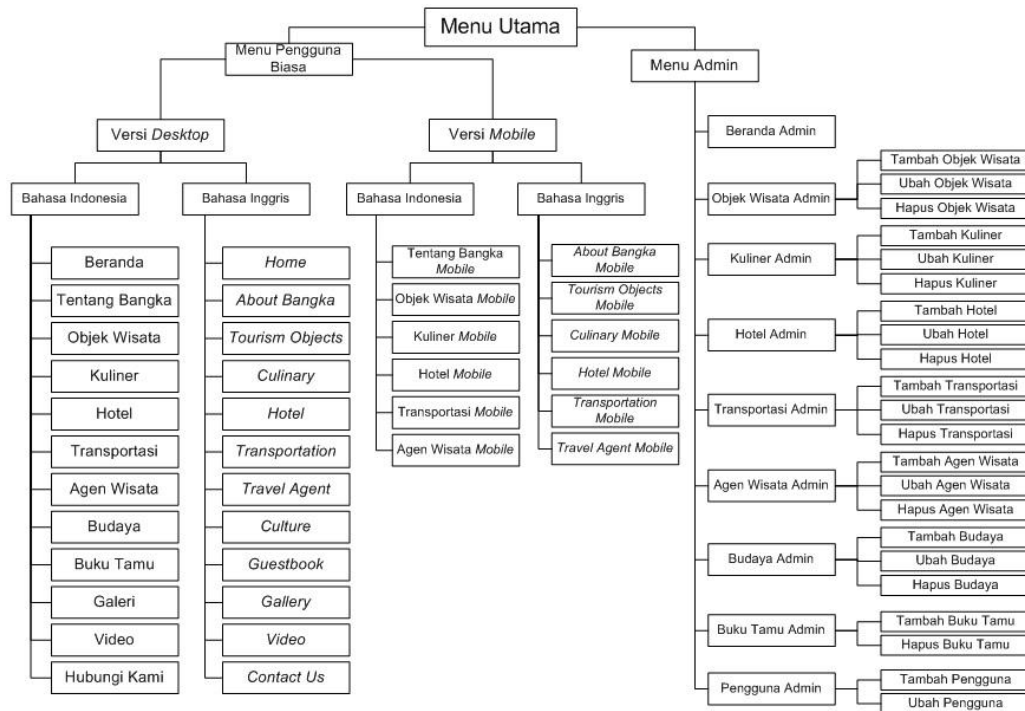 Menu Utama
Menu Pengguna
Biasa
Menu Admin
Versi Desktop
Versi Mobile
Bahasa Indonesia
Bahasa Inggris
Bahasa Indonesia
Bahasa Inggris
Beranda
Tentang Bangka
Objek Wisata
Kuliner
Hotel
Transportasi
Agen Wisata
Budaya
Buku Tamu
Galeri
Video
Hubungi Kami
Home
About Bangka
Tourism Objects
Culinary
Hotel
Transportation
Travel Agent
Culture
Guestbook
Gallery
Video
Contact Us
Tentang Bangka
Mobile
Objek Wisata Mobile
Kuliner Mobile
Hotel Mobile
Transportasi Mobile
Agen Wisata Mobile
About Bangka
Mobile
Tourism Objects
Mobile
Culinary Mobile
Hotel Mobile
Transportation
Mobile
Travel Agent Mobile
Beranda Admin
Objek Wisata Admin
Tambah Objek Wisata
Ubah Objek Wisata
Hapus Objek Wisata
Kuliner Admin
Tambah Kuliner
Ubah Kuliner
Hapus Kuliner
Hotel Admin
Tambah Hotel
Ubah Hotel
Hapus Hotel
Transportasi Admin
Tambah Transportasi
Ubah Transportasi
Hapus Transportasi
Agen Wisata Admin
Tambah Agen Wisata
Ubah Agen Wisata
Hapus Agen Wisata
Budaya Admin
Tambah Budaya
Ubah Budaya
Hapus Budaya
Buku Tamu Admin
Tambah Buku Tamu
Hapus Buku Tamu
Pengguna Admin
Tambah Pengguna
Ubah Pengguna